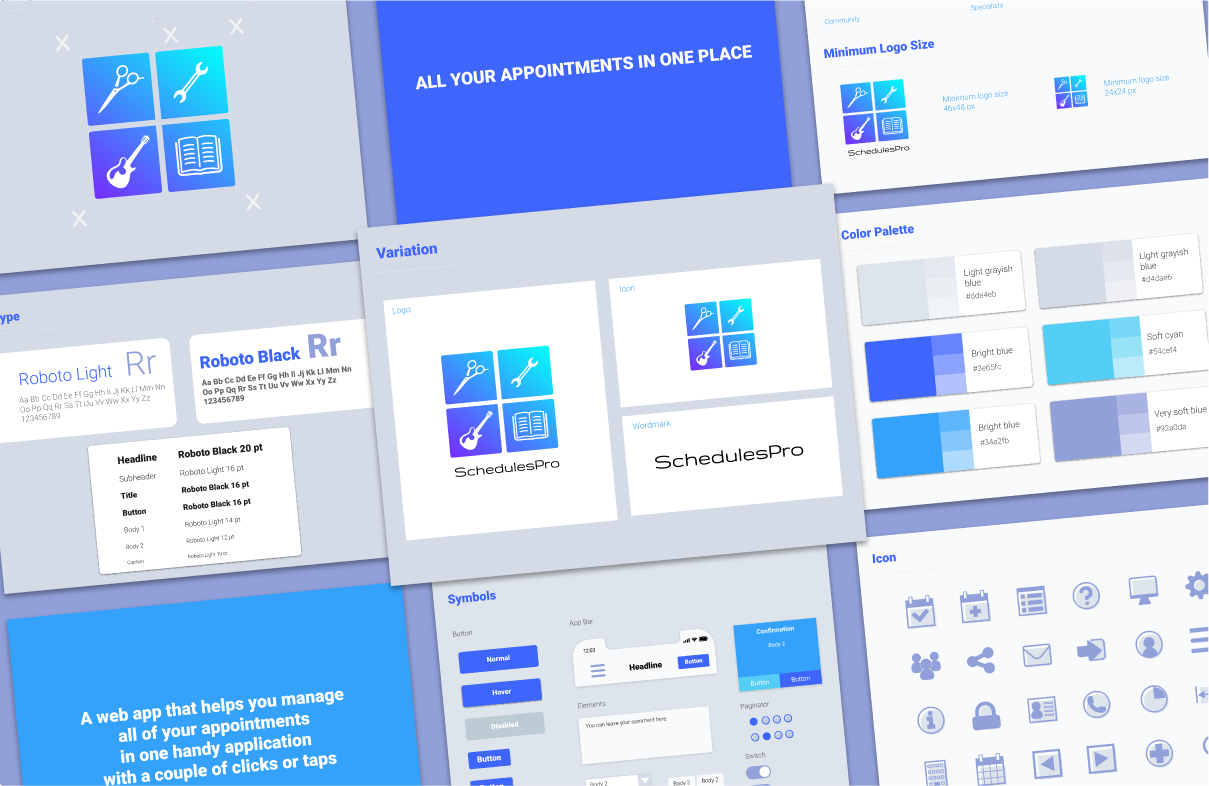 ALL YOUR APPOINTMENTS IN ONE PLACE
Community
Specialists
Minimum Logo Size
Minimum logo size
46x46 px
Minimum logo size
24x24 px
SchedulesPro
ype
Roboto Light
Rr
Aa Bb Cc Dd Ee Ff Gg Hh Ii Jj Kk Ll Mm Nn
Oo Pp Qq Rr Ss Tt Uu Vv Ww Xx Yy Zz
123456789
Roboto Black
Rr
Aa Bb Cc Dd Ee Ff Gg Hh Ii Jj Kk Ll Mm Nn
Oo Pp Qq Rr Ss Tt Uu Vv Ww Xx Yy Zz
123456789
Headline Roboto Black 20 pt
Subheader Roboto Light 16 pt
Title Roboto Black 16 pt
Button Roboto Black 16 pt
Body 1 Roboto Light 14 pt
Body 2 Roboto Light 12 pt
Caption Roboto Light 10 pt
Variation
Logo
SchedulesPro
Icon
Wordmark
SchedulesPro
Color Palette
Light grayish
blue
#dde4eb
Light grayish
blue
#d4dae6
Bright blue
#3e65fc
Soft cyan
#54cef4
Bright blue
#34a2fb
Very soft blue
#92a0da
A web app that helps you manage
all of your appointments
in one handy application
with a couple of clicks or taps
Symbols
Button
Normal
Hover
Disabled
Button
App Bar
12:00
Headline
Button
Elements
You can leave your comment here
Body 2
Body 2
Body 2
Confirmation
Body 2
Button
Button
Paginator
Switch
Icon